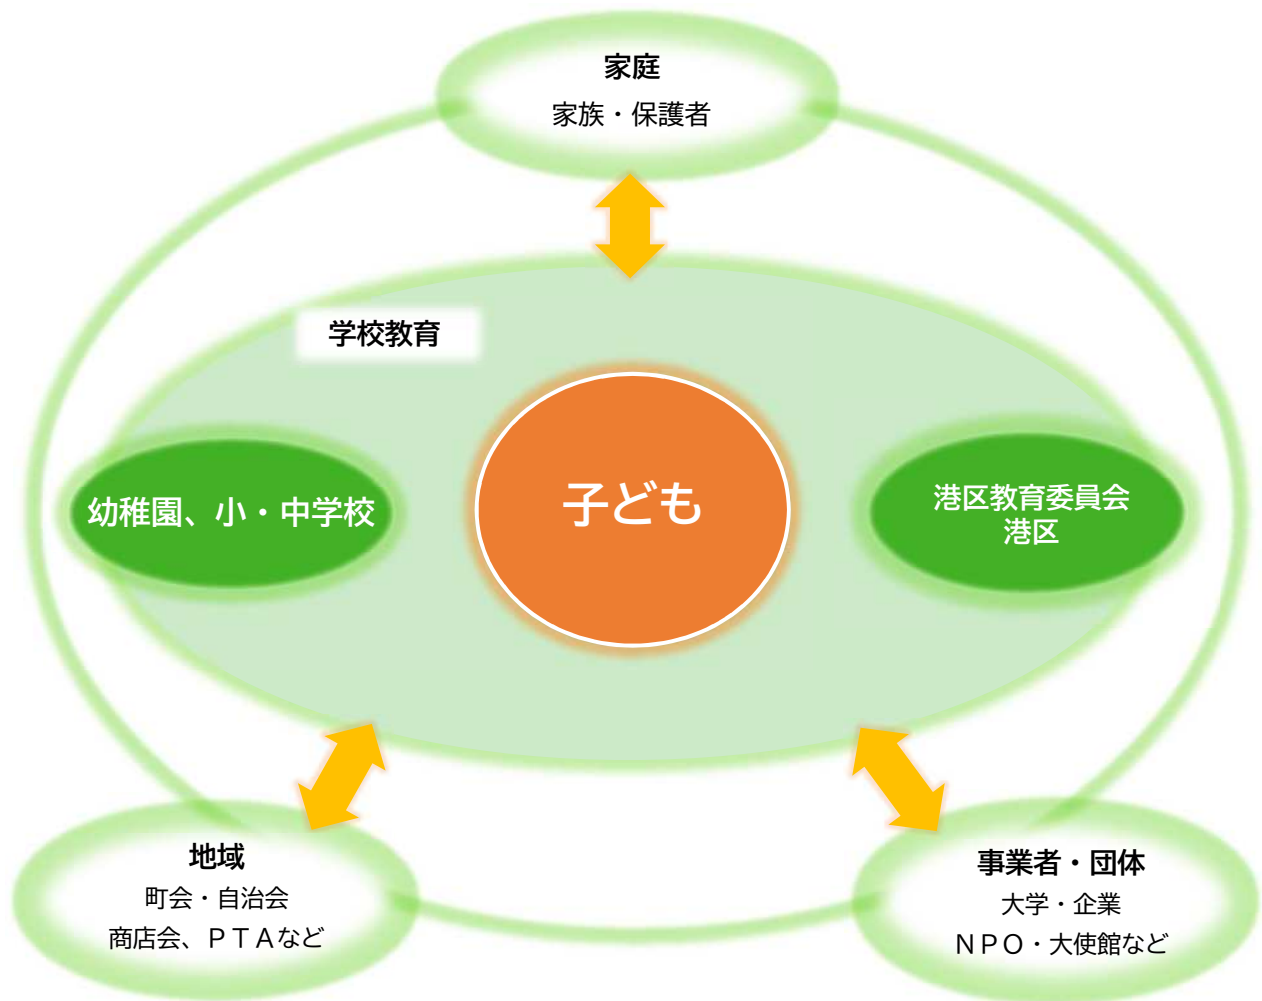 家庭
家族・保護者
学校教育
幼稚園、小・中学校
子ども
港区教育委員会
港区
地域
町会・自治会
商店会、ＰＴＡなど
事業者・団体
大学・企業
ＮＰＯ・大使館など